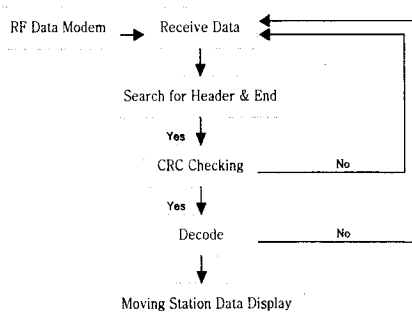 RF Data Modem
Receive Data
Search for Header & End
Yes
CRC Checking
No
Yes
Decode
No
Moving Station Data Display